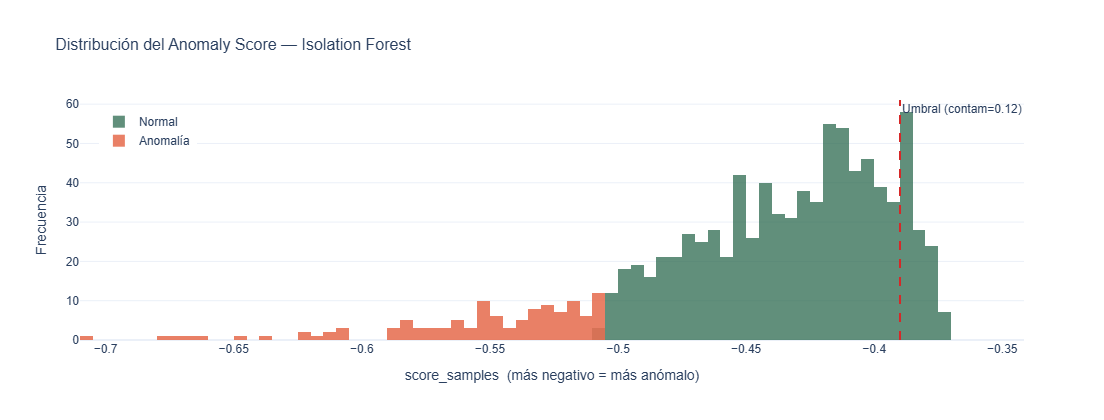 Distribución del Anomaly Score — Isolation Forest
Umbral (contam=0.12)
Normal
Anomalía
Frecuencia
60
50
40
30
20
10
0
−0.7
−0.65
−0.6
−0.55
−0.5
−0.45
−0.4
−0.35
score_samples (más negativo = más anómalo)